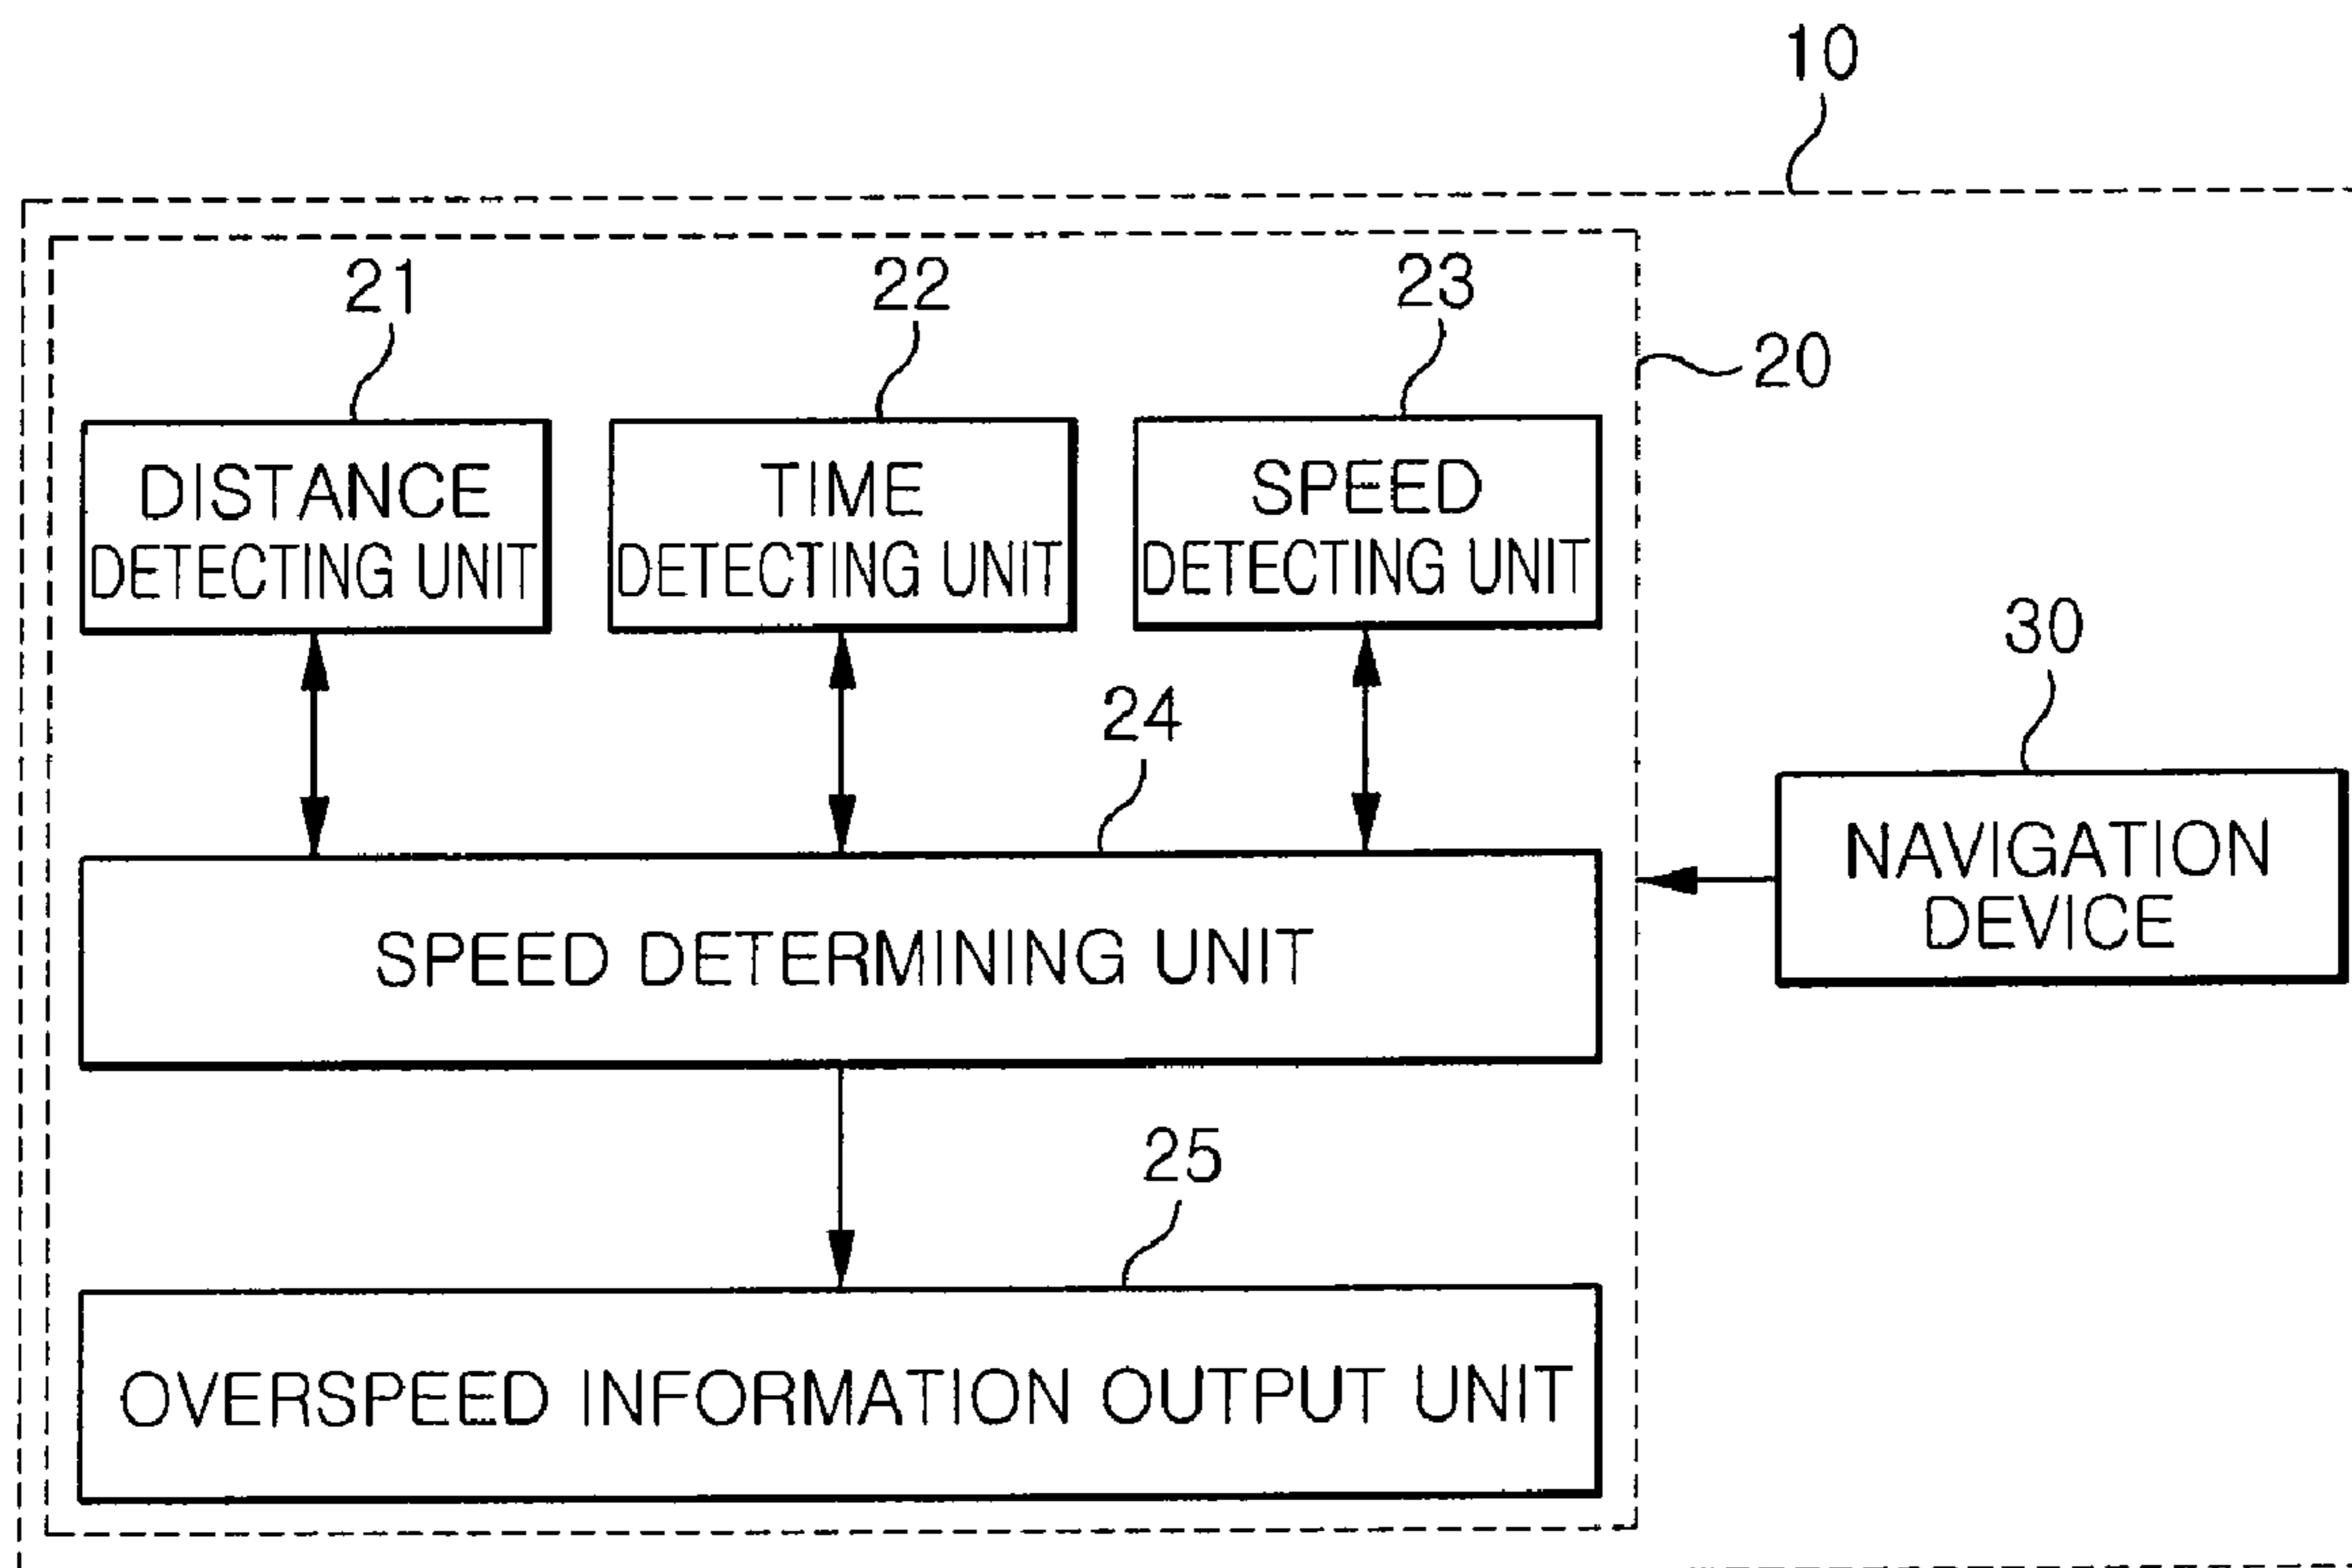 10
21
22
23
20
DISTANCE
DETECTING UNIT
TIME
DETECTING UNIT
SPEED
DETECTING UNIT
30
24
NAVIGATION
DEVICE
SPEED DETERMINING UNIT
25
OVERSPEED INFORMATION OUTPUT UNIT